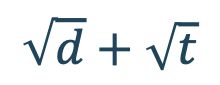 √d + √t